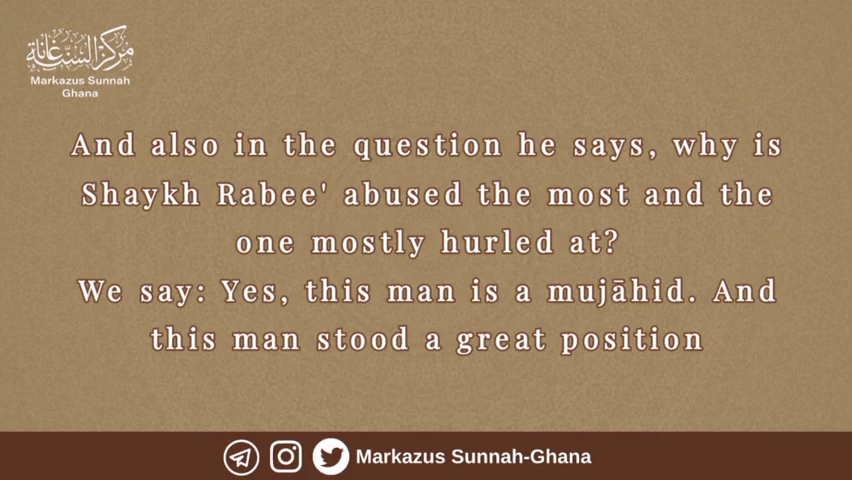 مركز السنة غانة
Markazus Sunnah
Ghana
And also in the question he says, why is
Shaykh Rabee' abused the most and the
one mostly hurled at?
We say: Yes, this man is a mujāhid. And
this man stood a great position
Markazus Sunnah-Ghana